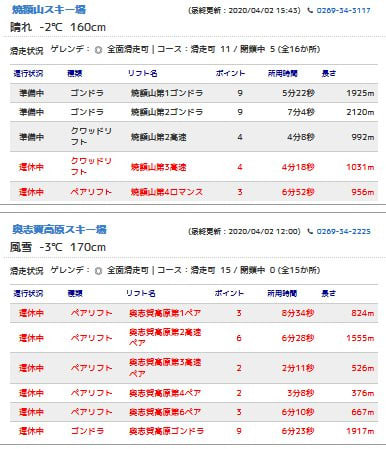 焼額山スキー場 (最終更新：2020/04/02 15:43) 0269-34-3117
晴れ -2℃ 160cm
滑走状況 ゲレンデ：◎ 全面滑走可 | コース：滑走可 11 / 閉鎖中 5 (全16か所)
運行状況 種類 リフト名 ポイント 所用時間 長さ
準備中 ゴンドラ 焼額山第1ゴンドラ 9 5分22秒 1925m
準備中 ゴンドラ 焼額山第2ゴンドラ 9 7分4秒 2120m
準備中 クワッドリフト 焼額山第2高速 4 4分8秒 992m
運休中 クワッドリフト 焼額山第3高速 4 4分18秒 1031m
運休中 ペアリフト 焼額山第4ロマンス 3 6分52秒 956m
奥志賀高原スキー場 (最終更新：2020/04/02 12:00) 0269-34-2225
風雪 -3℃ 170cm
滑走状況 ゲレンデ：◎ 全面滑走可 | コース：滑走可 15 / 閉鎖中 0 (全15か所)
運行状況 種類 リフト名 ポイント 所用時間 長さ
運休中 ペアリフト 奥志賀高原第1ペア 3 8分34秒 824m
運休中 ペアリフト 奥志賀高原第2高速ペア 6 6分28秒 1555m
運休中 ペアリフト 奥志賀高原第3高速ペア 2 2分11秒 526m
運休中 ペアリフト 奥志賀高原第4ペア 2 3分8秒 376m
運休中 ペアリフト 奥志賀高原第6ペア 3 6分10秒 667m
運休中 ゴンドラ 奥志賀高原ゴンドラ 9 6分23秒 1917m